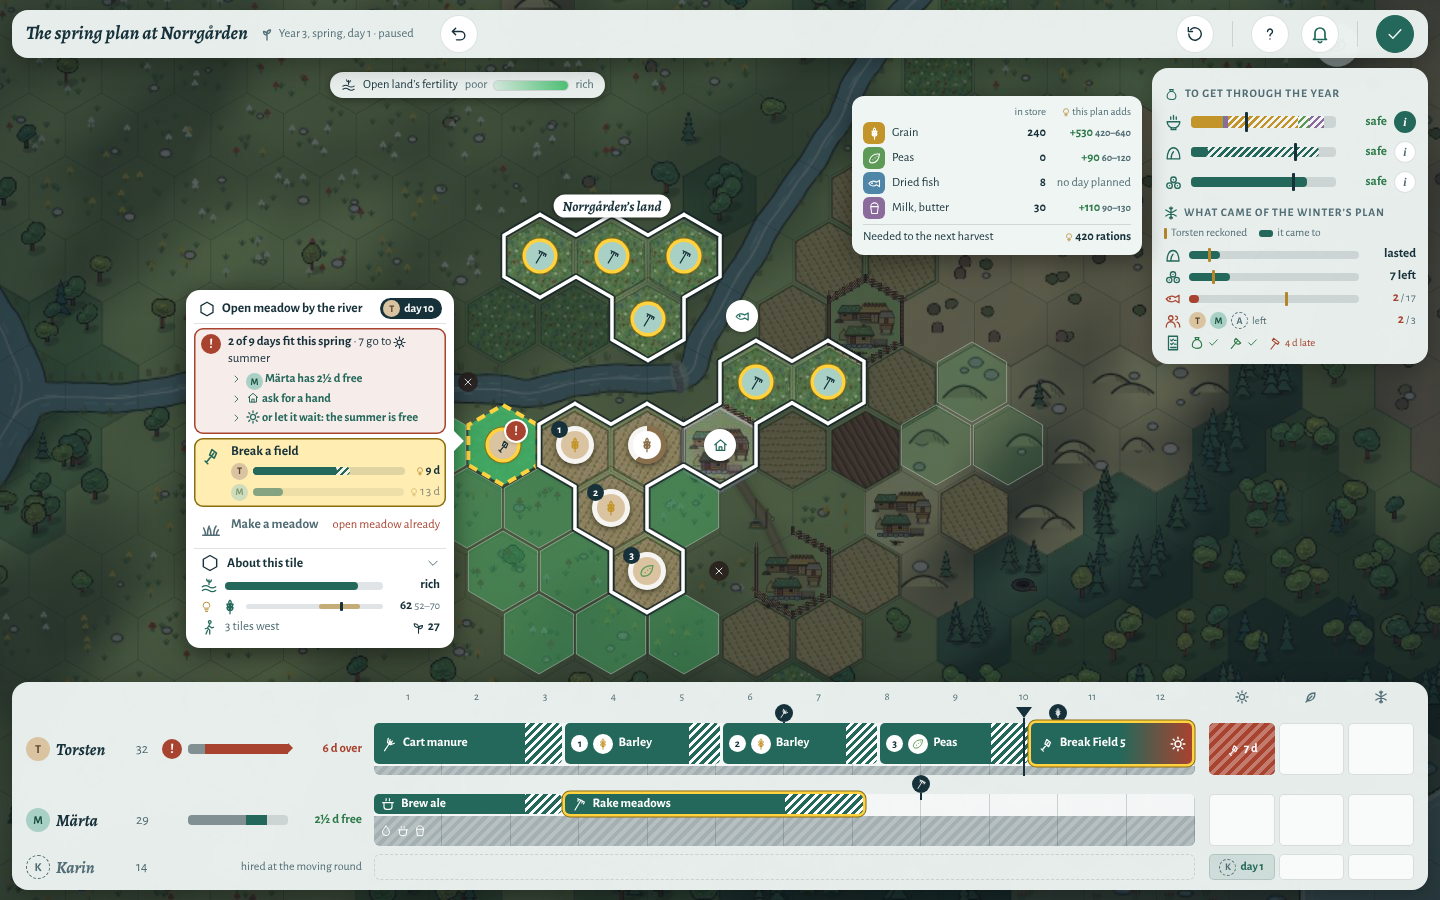 The spring plan at Norrgården
Year 3, spring, day 1 · paused
?
Open land's fertility poor rich
Norrgården's land
in store this plan adds
Grain 240 +530 420–640
Peas 0 +90 60–120
Dried fish 8 no day planned
Milk, butter 30 +110 90–130
Needed to the next harvest 420 rations
TO GET THROUGH THE YEAR
safe i
safe i
safe i
WHAT CAME OF THE WINTER'S PLAN
Torsten reckoned it came to
lasted
7 left
2 / 17
T M A left 2 / 3
4 d late
Open meadow by the river T day 10
! 2 of 9 days fit this spring · 7 go to
summer
M Märta has 2½ d free
ask for a hand
or let it wait: the summer is free
Break a field
T 9 d
M 13 d
Make a meadow open meadow already
About this tile
rich
62 52–70
3 tiles west 27
!
1
2
3
1 2 3 4 5 6 7 8 9 10 11 12
T Torsten 32 ! 6 d over
Cart manure 1 Barley 2 Barley 3 Peas Break Field 5 7 d
M Märta 29 2½ d free
Brew ale Rake meadows
K Karin 14 hired at the moving round K day 1